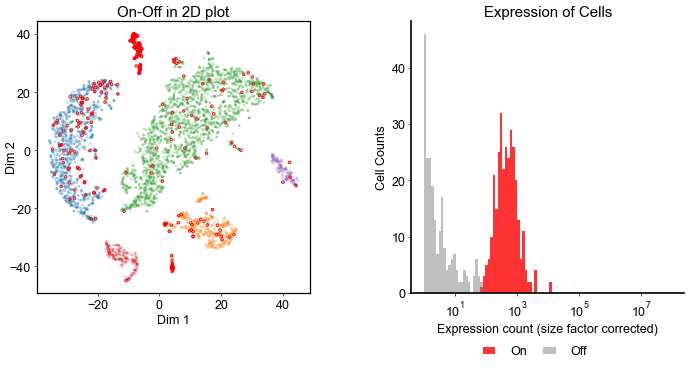 On-Off in 2D plot
40
20
0
−20
−40
Dim 2
−20
0
20
40
Dim 1
Expression of Cells
40
30
20
10
0
Cell Counts
10^1
10^3
10^5
10^7
Expression count (size factor corrected)
On
Off